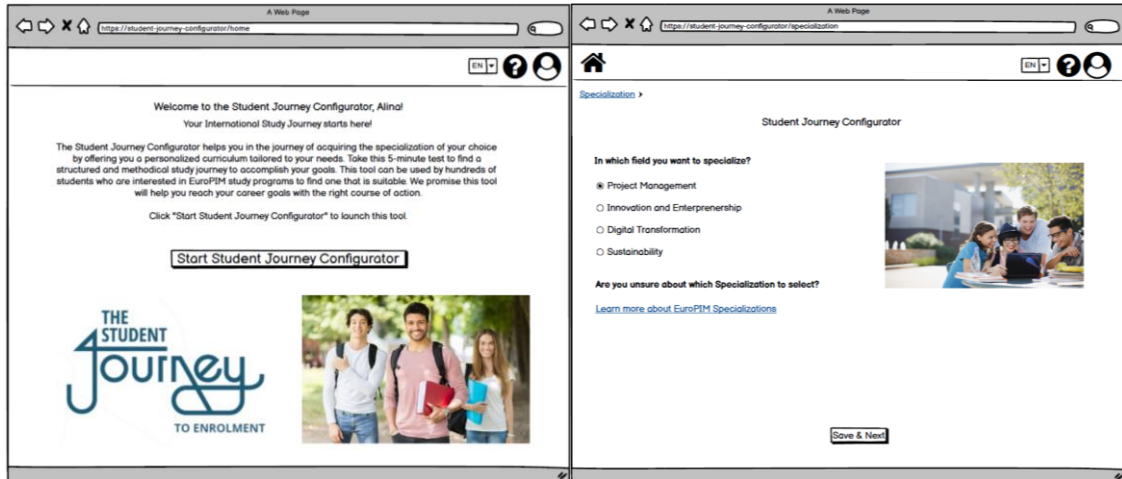 A Web Page
https://student-journey-configurator/home
EN
?
Welcome to the Student Journey Configurator, Alina!
Your International Study Journey starts here!
The Student Journey Configurator helps you in the journey of acquiring the specialization of your choice
by offering you a personalized curriculum tailored to your needs. Take this 5-minute test to find a
structured and methodical study journey to accomplish your goals. This tool can be used by hundreds of
students who are interested in EuroPIM study programs to find one that is suitable. We promise this tool
will help you reach your career goals with the right course of action.
Click "Start Student Journey Configurator" to launch this tool.
Start Student Journey Configurator
THE
STUDENT
Journey
TO ENROLMENT
A Web Page
https://student-journey-configurator/specialization
EN
?
Specialization >
Student Journey Configurator
In which field you want to specialize?
Project Management
Innovation and Enterprenership
Digital Transformation
Sustainability
Are you unsure about which Specialization to select?
Learn more about EuroPIM Specializations
Save & Next